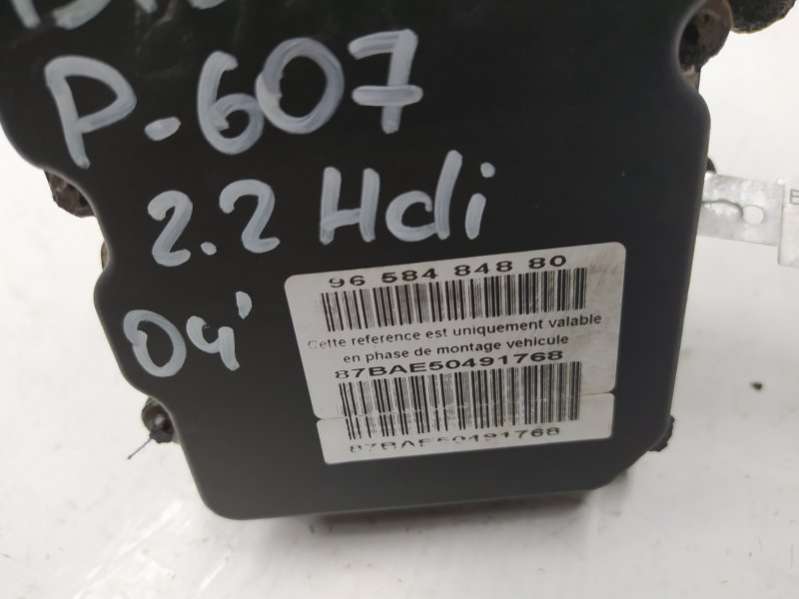 P-607
2.2 Hdi
04'
96 584 848 80
Cette reference est uniquement valable
en phase de montage vehicule
87BAE50491768
87BAE50491768